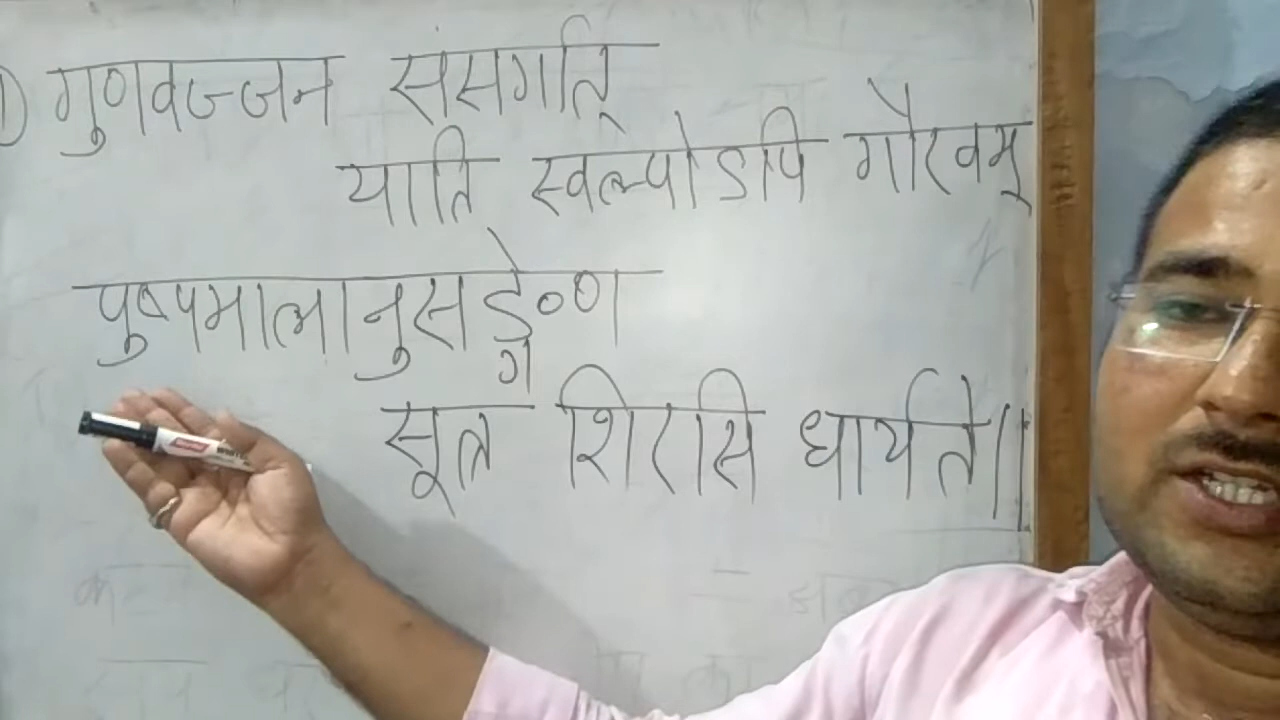 1) गुणवज्जन संसर्गात्
याति स्वल्पोऽपि गौरवम्
पुष्पमालानुसङ्गेण
सूत्र शिरसि धार्यते॥